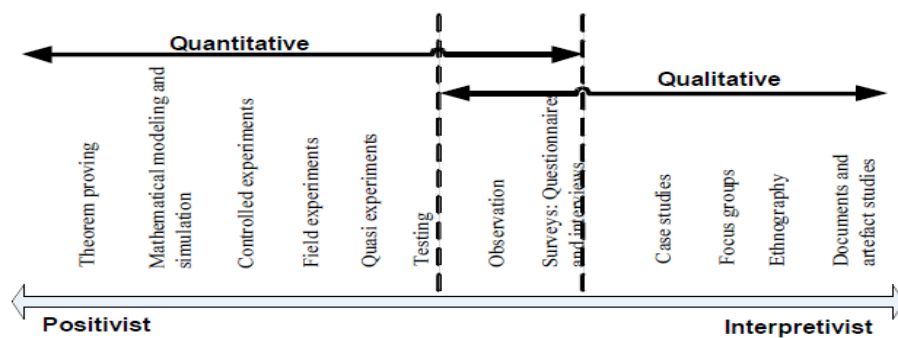 Quantitative
Qualitative
Theorem proving
Mathematical modeling and
simulation
Controlled experiments
Field experiments
Quasi experiments
Testing
Observation
Surveys: Questionnaires
and interviews
Case studies
Focus groups
Ethnography
Documents and
artefact studies
Positivist
Interpretivist